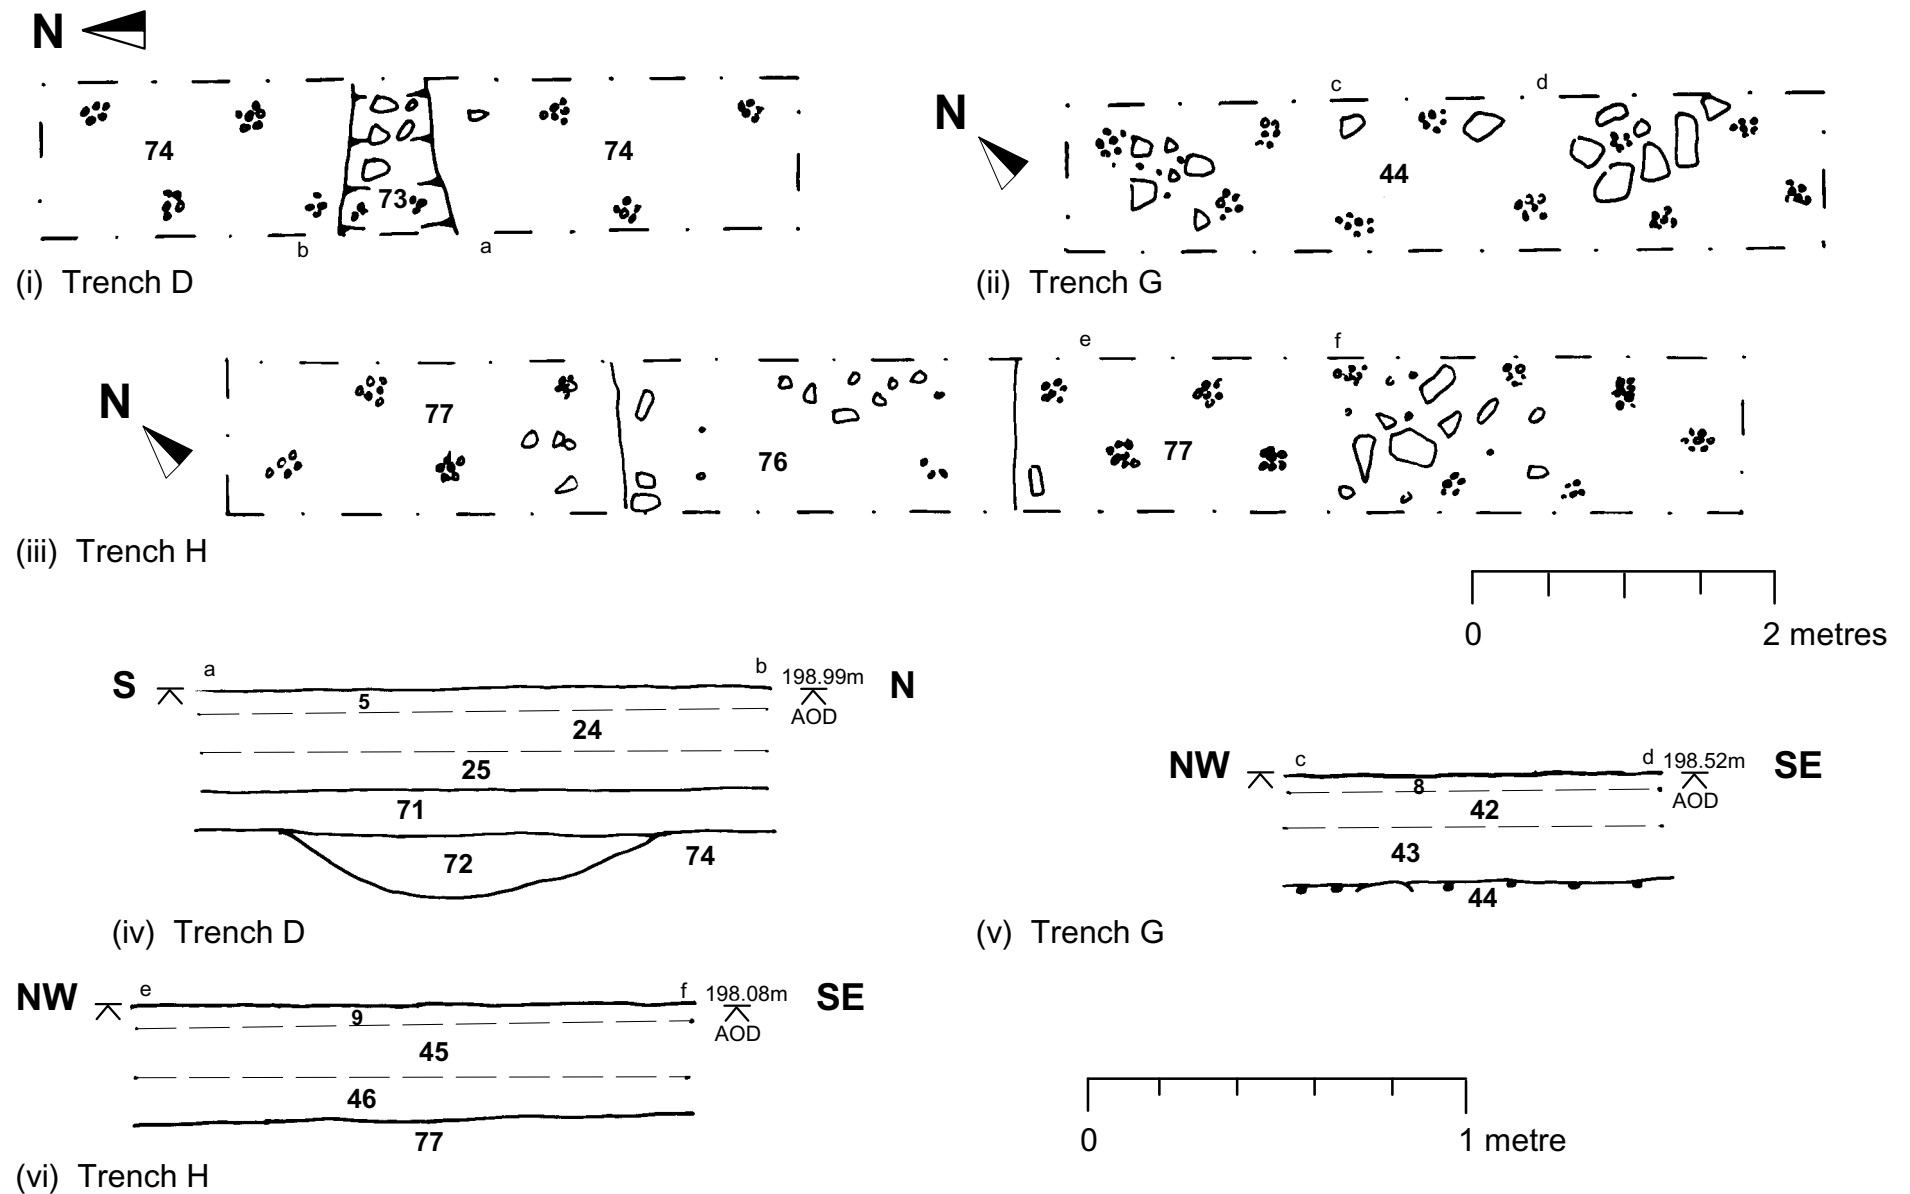 N
74
73
74
b
a
(i) Trench D
N
c
d
44
(ii) Trench G
N
e
f
77
76
77
(iii) Trench H
0
2 metres
S
a
b
198.99m
AOD
N
5
24
25
71
72
74
(iv) Trench D
NW
c
d
198.52m
AOD
SE
8
42
43
44
(v) Trench G
NW
e
f
198.08m
AOD
SE
9
45
46
77
(vi) Trench H
0
1 metre